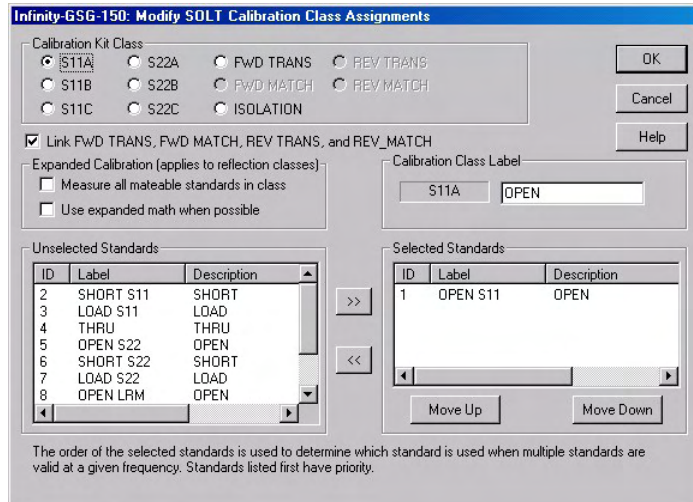 Infinity-GSG-150: Modify SOLT Calibration Class Assignments
Calibration Kit Class
S11A S22A FWD TRANS REV TRANS
S11B S22B FWD MATCH REV MATCH
S11C S22C ISOLATION
OK
Cancel
Help
Link FWD TRANS, FWD MATCH, REV TRANS, and REV_MATCH
Expanded Calibration (applies to reflection classes)
Measure all mateable standards in class
Use expanded math when possible
Calibration Class Label
S11A OPEN
Unselected Standards
ID Label Description
2 SHORT S11 SHORT
3 LOAD S11 LOAD
4 THRU THRU
5 OPEN S22 OPEN
6 SHORT S22 SHORT
7 LOAD S22 LOAD
8 OPEN LRM OPEN
>>
<<
Selected Standards
ID Label Description
1 OPEN S11 OPEN
Move Up Move Down
The order of the selected standards is used to determine which standard is used when multiple standards are
valid at a given frequency. Standards listed first have priority.